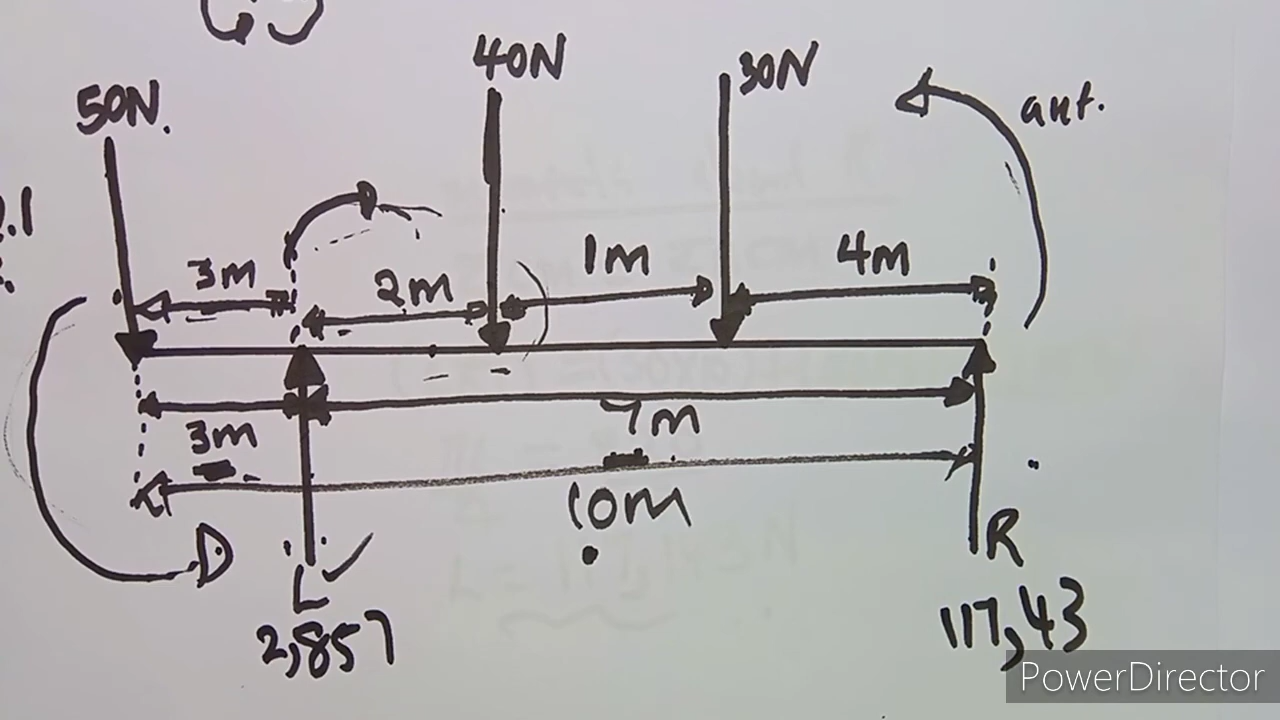 40N
30N
50N.
ant.
3m
2m
1m
4m
3m
7m
10m
D
L
R
2,857
117,43
PowerDirector